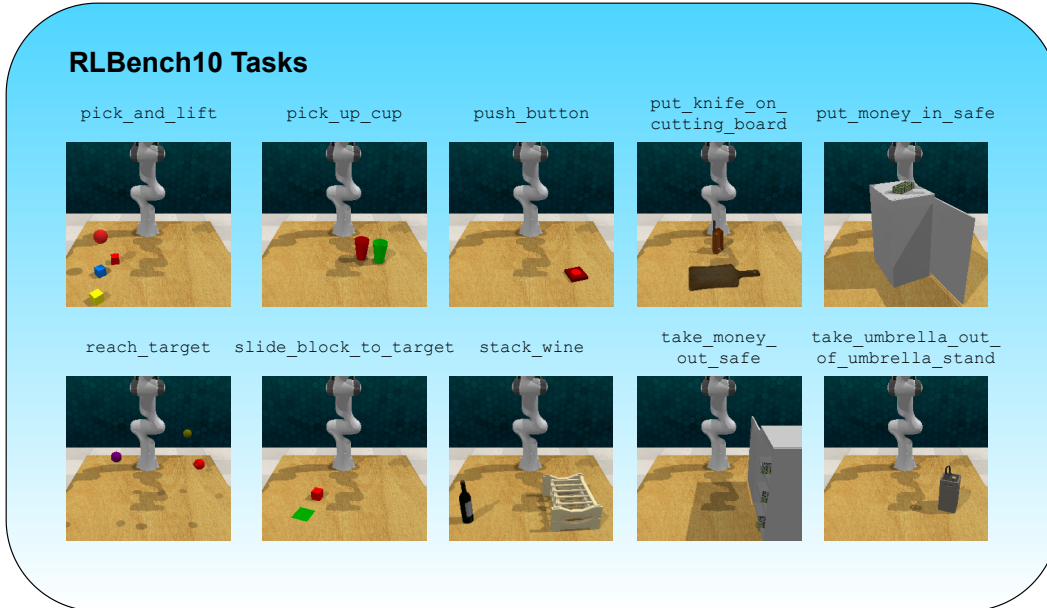 RLBench10 Tasks
pick_and_lift
pick_up_cup
push_button
put_knife_on_
cutting_board
put_money_in_safe
reach_target
slide_block_to_target
stack_wine
take_money_
out_safe
take_umbrella_out_
of_umbrella_stand